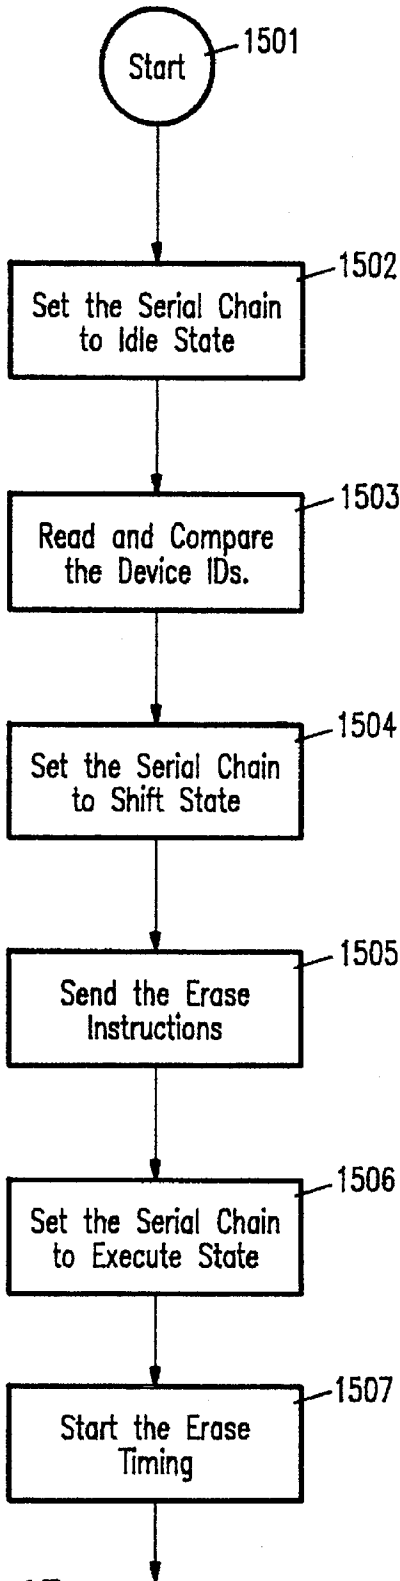 Start
1501
1502
Set the Serial Chain
to Idle State
1503
Read and Compare
the Device IDs.
1504
Set the Serial Chain
to Shift State
1505
Send the Erase
Instructions
1506
Set the Serial Chain
to Execute State
1507
Start the Erase
Timing